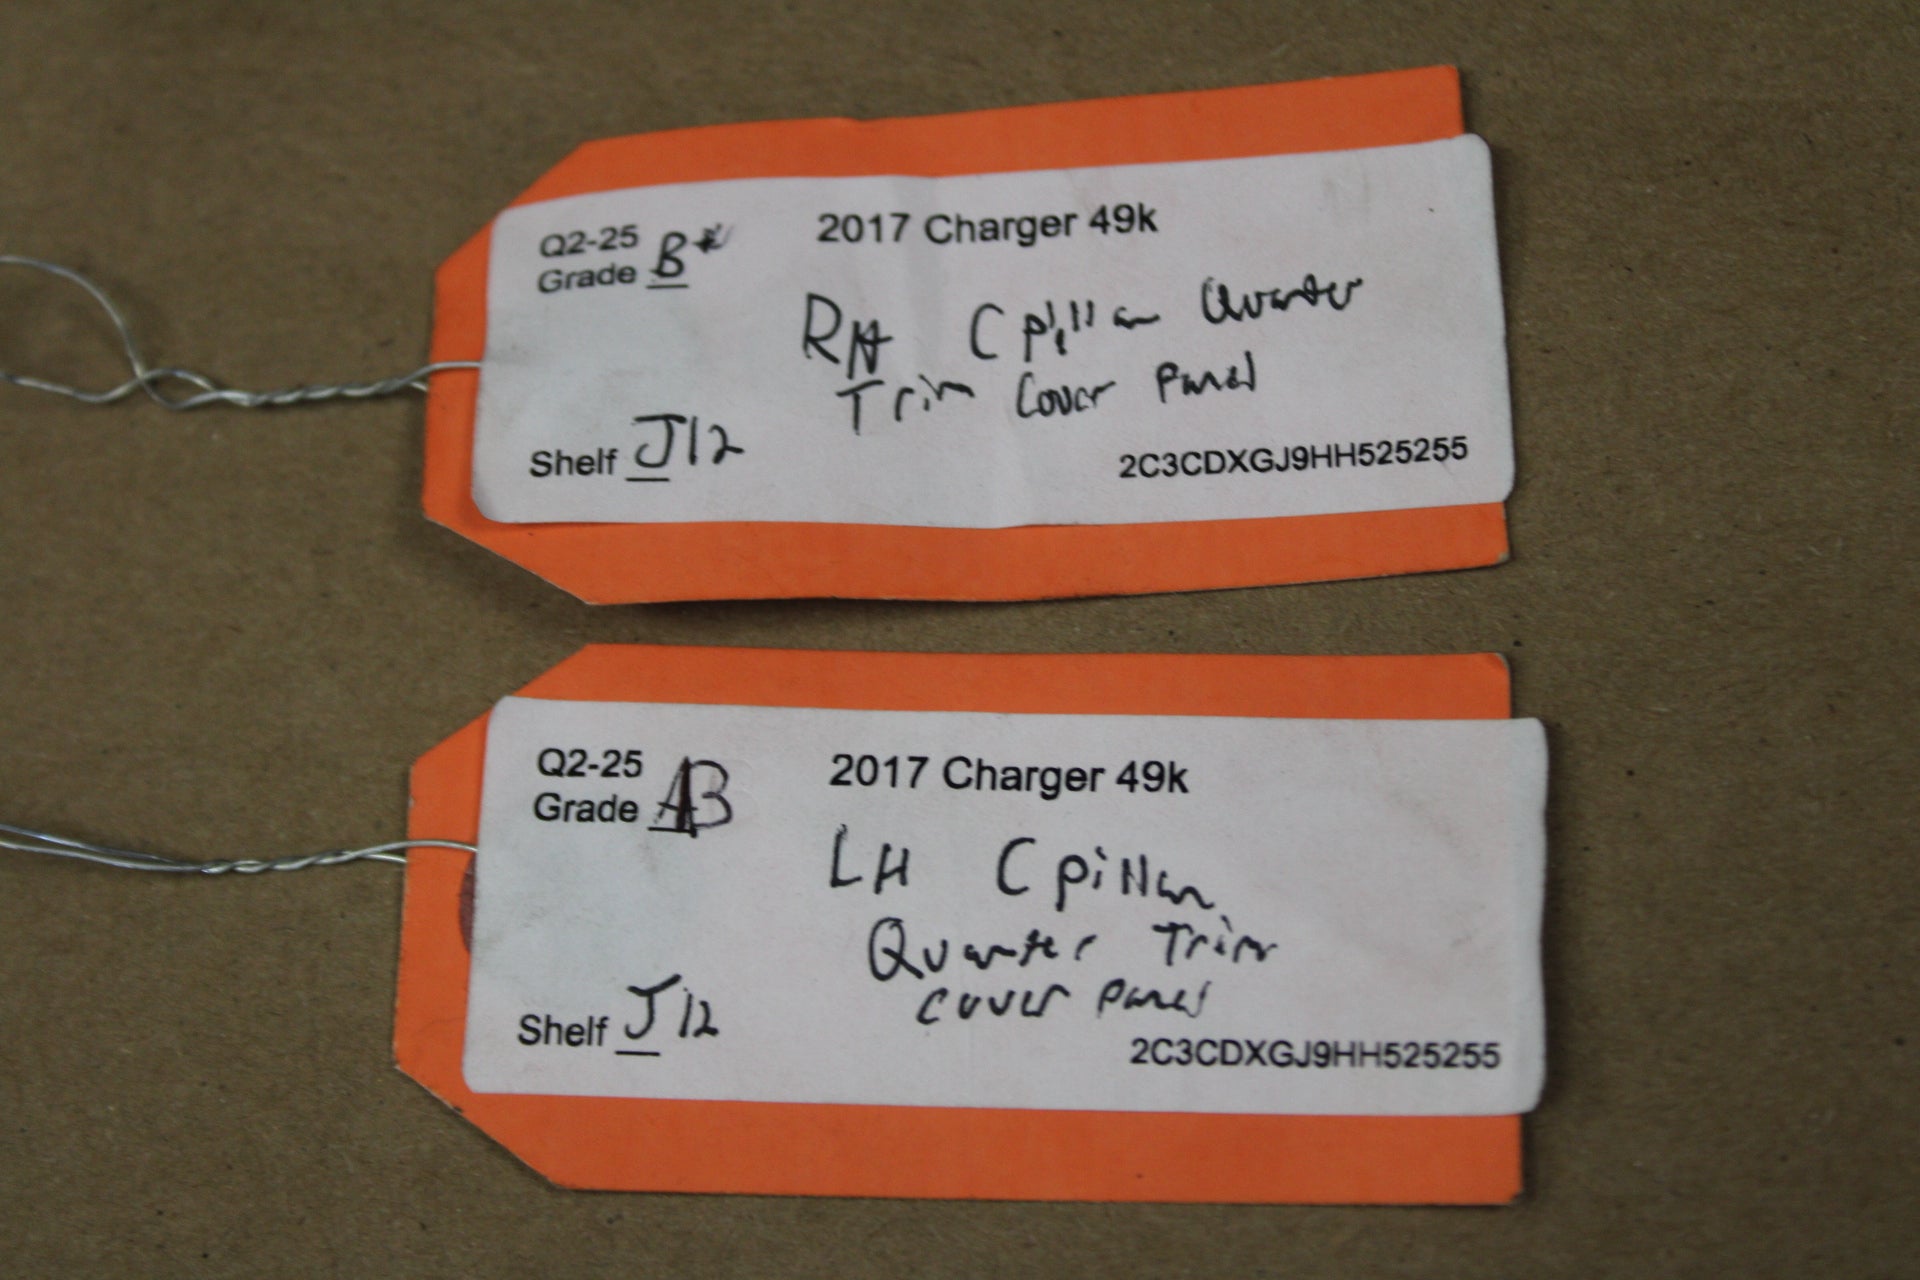 Q2-25
Grade B
2017 Charger 49k
RH C pillar Quarter
Trim Cover Panel
Shelf J12
2C3CDXGJ9HH525255
Q2-25
Grade B
2017 Charger 49k
LH C pillar
Quarter Trim
cover panel
Shelf J12
2C3CDXGJ9HH525255